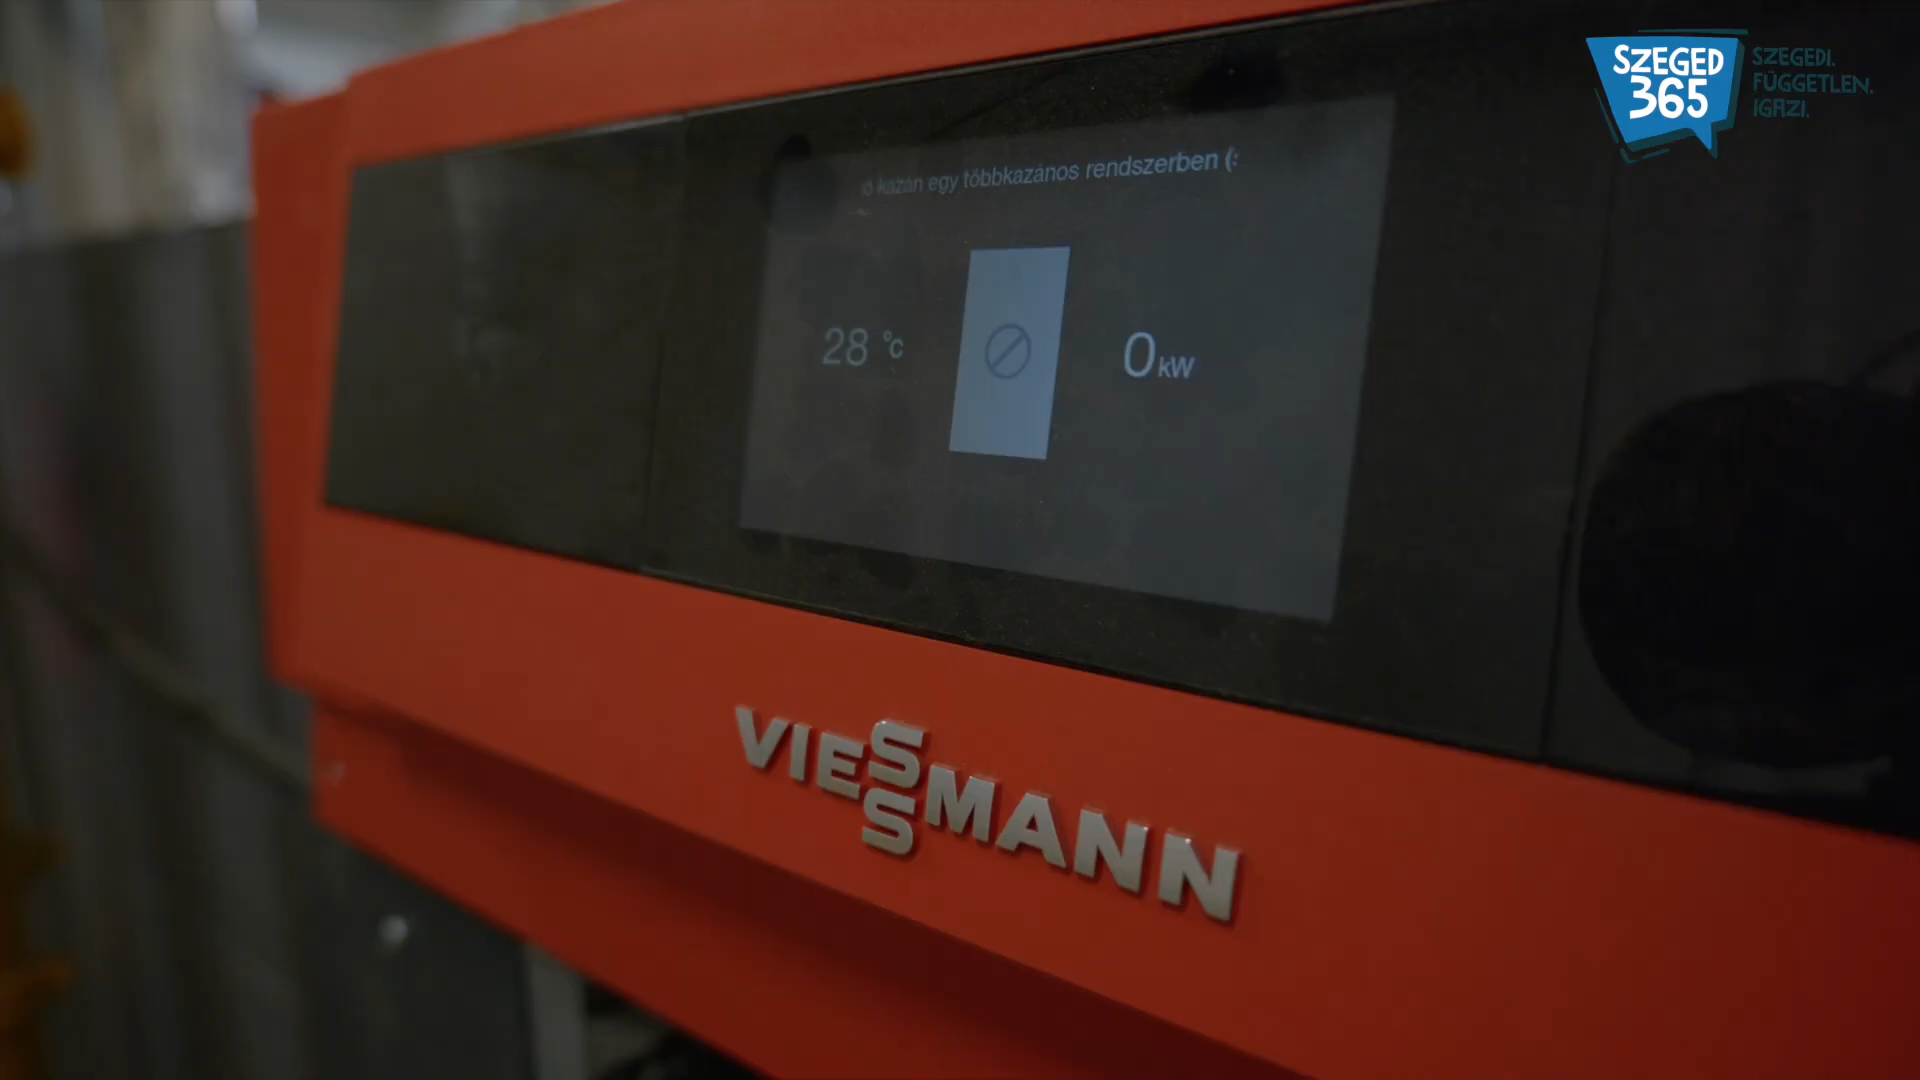 SZEGED
365
SZEGEDI.
FÜGGETLEN.
IGAZI.
kazán egy többkazános rendszerben (
28 °C
0 kW
VIESSMANN